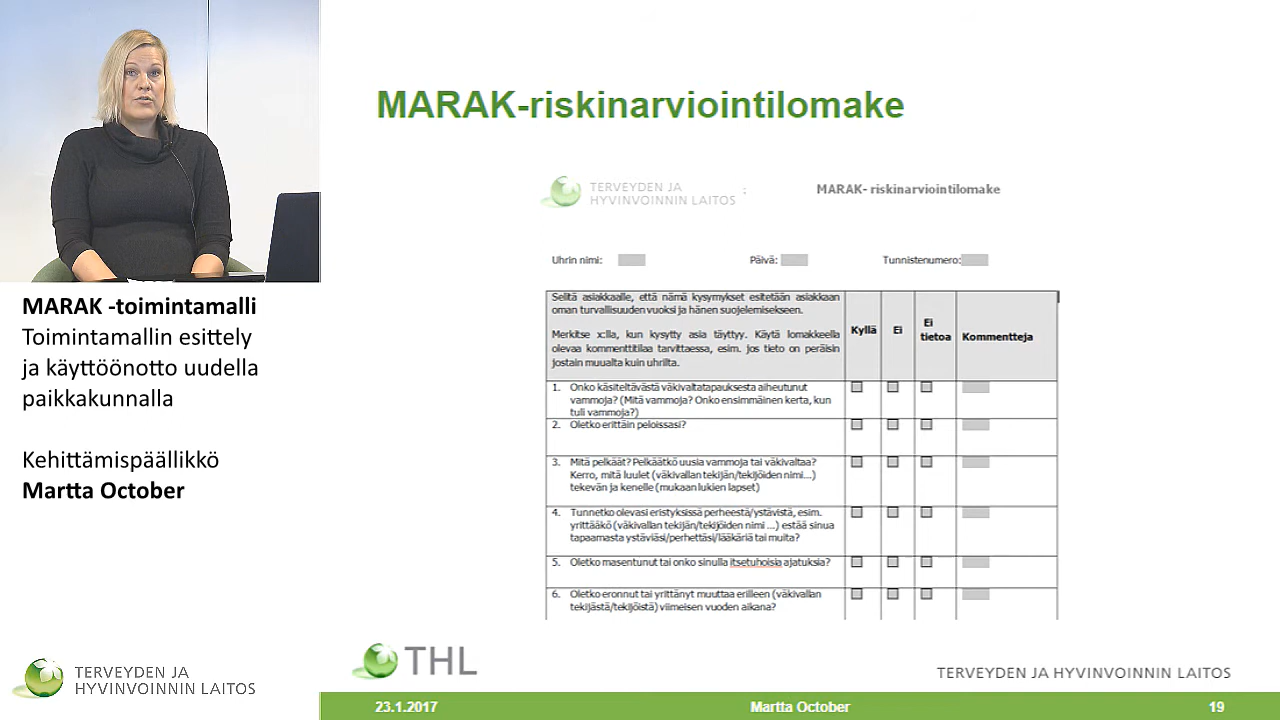 MARAK -toimintamalli
Toimintamallin esittely
ja käyttöönotto uudella
paikkakunnalla
Kehittämispäällikkö
Martta October
TERVEYDEN JA
HYVINVOINNIN LAITOS
MARAK-riskinarviointilomake
TERVEYDEN JA
HYVINVOINNIN LAITOS :
MARAK- riskinarviointilomake
Uhrin nimi: Päivä: Tunnistenumero:
Selitä asiakkaalle, että nämä kysymykset esitetään asiakkaan
oman turvallisuuden vuoksi ja hänen suojelemisekseen.
Merkitse x:lla, kun kysytty asia täyttyy. Käytä lomakkeella
olevaa kommenttitilaa tarvittaessa, esim. jos tieto on peräisin
jostain muualta kuin uhrilta.
Kyllä
Ei
Ei
tietoa
Kommentteja
1. Onko käsiteltävästä väkivaltatapauksesta aiheutunut
vammoja? (Mitä vammoja? Onko ensimmäinen kerta, kun
tuli vammoja?)
2. Oletko erittäin peloissasi?
3. Mitä pelkäät? Pelkäätkö uusia vammoja tai väkivaltaa?
Kerro, mitä luulet (väkivallan tekijän/tekijöiden nimi...)
tekevän ja kenelle (mukaan lukien lapset)
4. Tunnetko olevasi eristyksissä perheestä/ystävistä, esim.
yrittääkö (väkivallan tekijän/tekijöiden nimi ...) estää sinua
tapaamasta ystäviäsi/perhettäsi/lääkäriä tai muita?
5. Oletko masentunut tai onko sinulla itsetuhoisia ajatuksia?
6. Oletko eronnut tai yrittänyt muuttaa erilleen (väkivallan
tekijästä/tekijöistä) viimeisen vuoden aikana?
THL
TERVEYDEN JA HYVINVOINNIN LAITOS
23.1.2017
Martta October
19